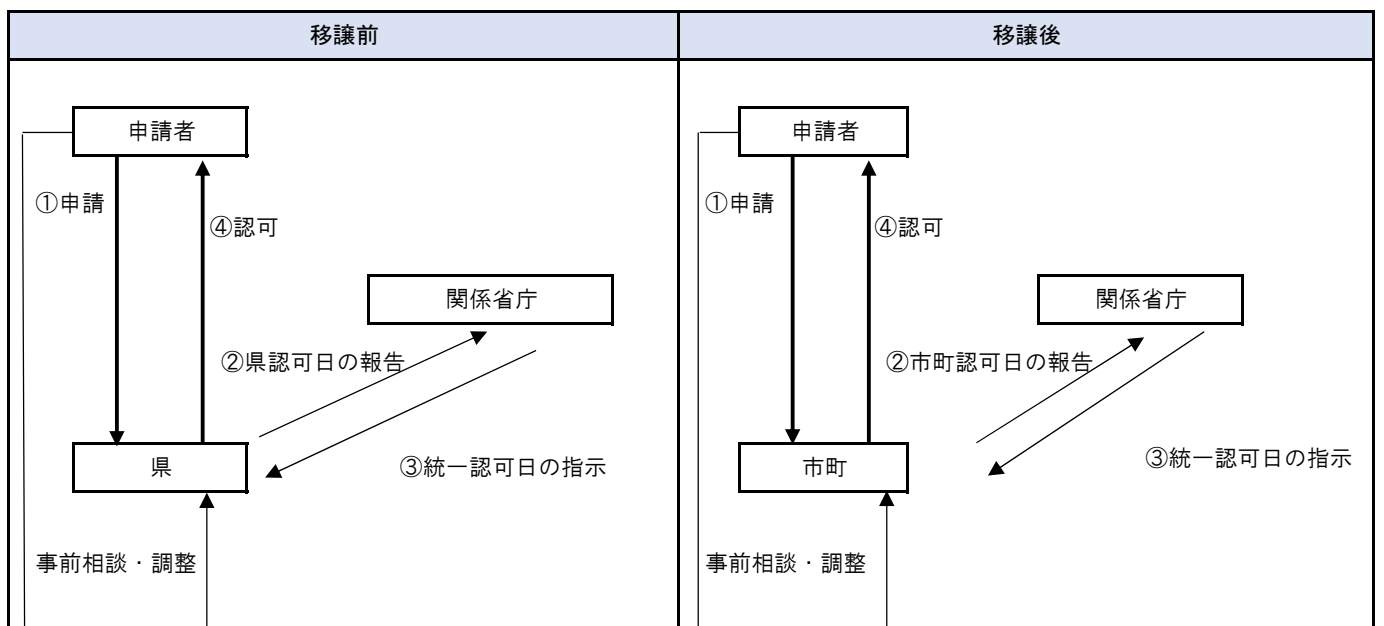 移譲前
移譲後
申請者
①申請
④認可
関係省庁
②県認可日の報告
県
③統一認可日の指示
事前相談・調整
申請者
①申請
④認可
関係省庁
②市町認可日の報告
市町
③統一認可日の指示
事前相談・調整